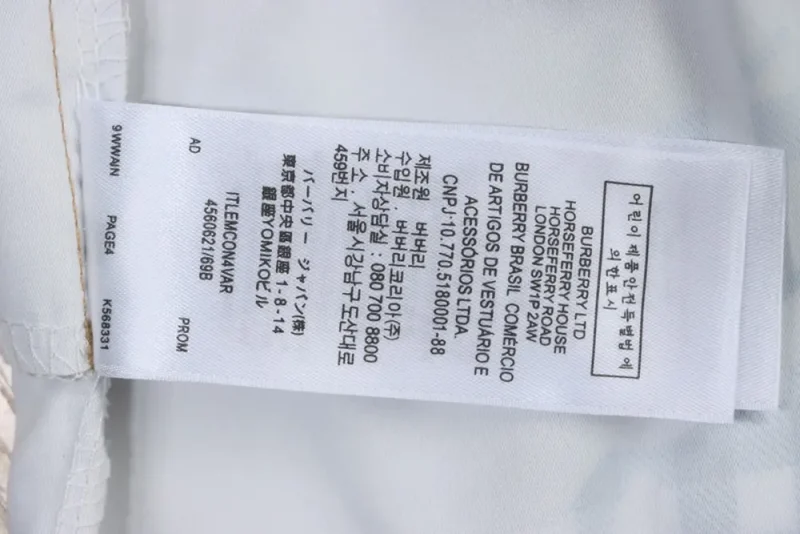 어린이 제품안전특별법에
의한표시
BURBERRY LTD
HORSEFERRY HOUSE
HORSEFERRY ROAD
LONDON SW1P 2AW
BURBERRY BRASIL COMÉRCIO
DE ARTIGOS DE VESTUÁRIO E
ACESSÓRIOS LTDA.
CNPJ·10.770.518/0001-88
제조원 버버리
수입원 : 버버리코리아(주)
소비자상담실 : 080 700 8800
주소 : 서울시강남구도산대로
459번지
バーバリー ジャパン(株)
東京都中央區銀座 1-8-14
銀座YOMIKOビル
ITLEMCON4VAR
4560621/69B
AD PROM
9WWAIN PAGE4 K568331